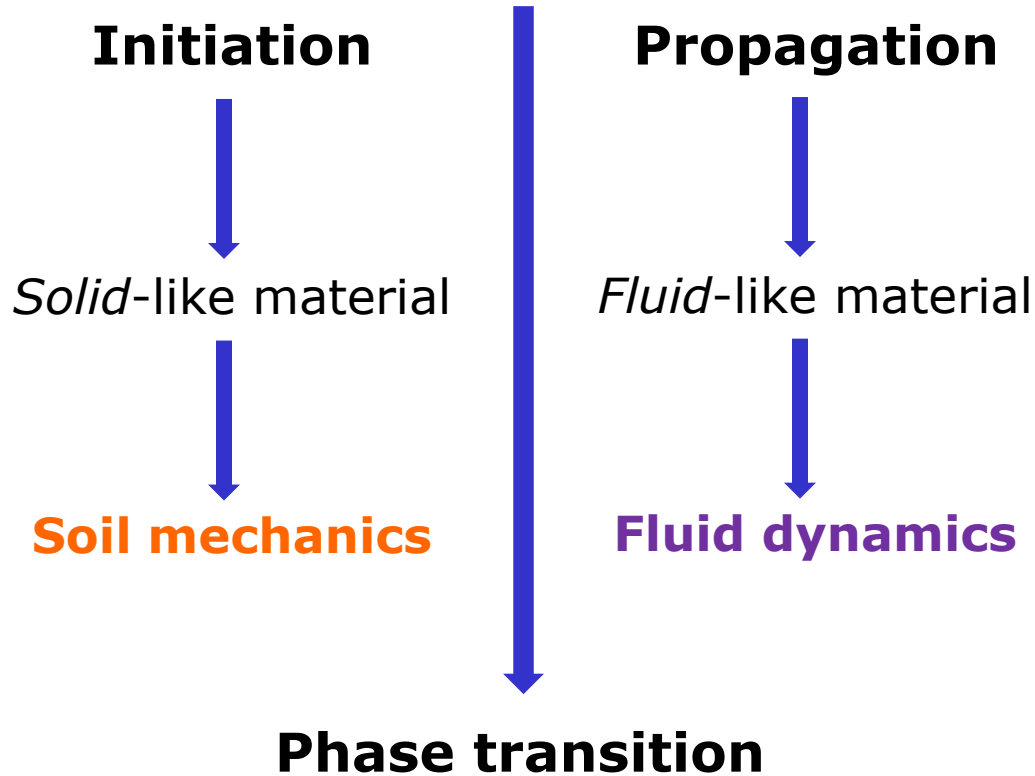 Initiation
Propagation
Solid-like material
Fluid-like material
Soil mechanics
Fluid dynamics
Phase transition